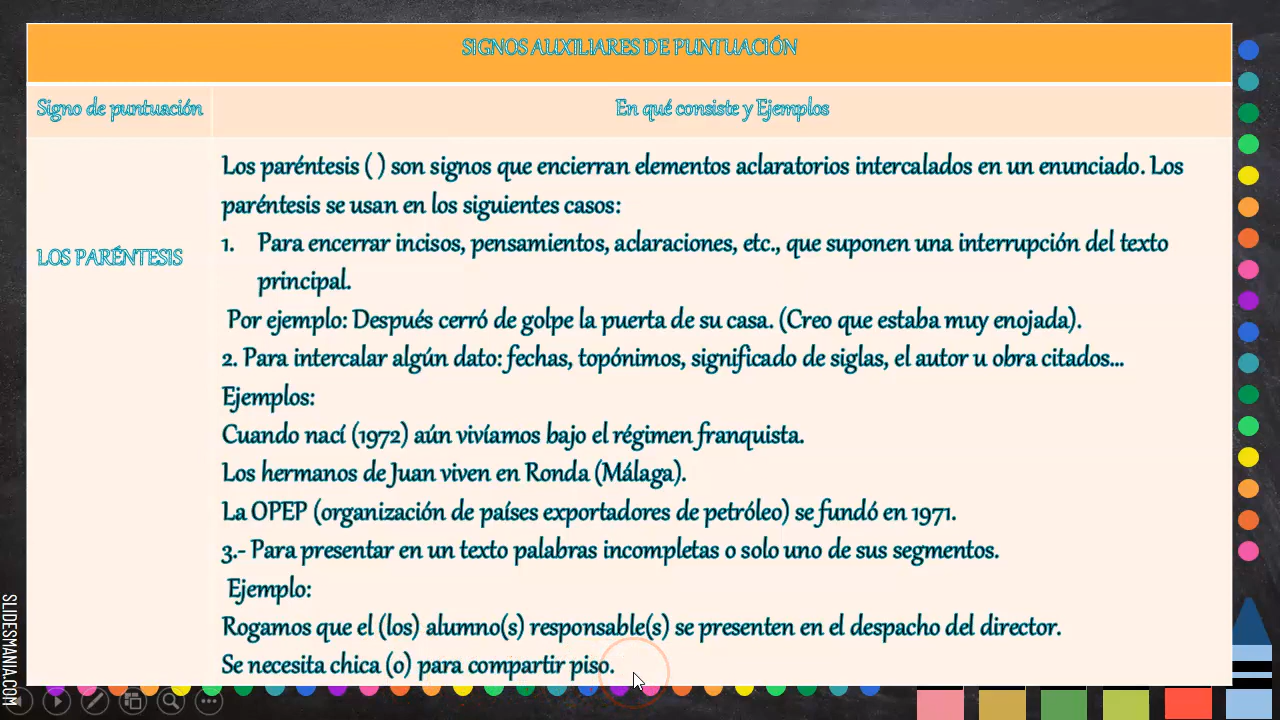 SIGNOS AUXILIARES DE PUNTUACIÓN
Signo de puntuación
En qué consiste y Ejemplos
LOS PARÉNTESIS
Los paréntesis ( ) son signos que encierran elementos aclaratorios intercalados en un enunciado. Los
paréntesis se usan en los siguientes casos:
1. Para encerrar incisos, pensamientos, aclaraciones, etc., que suponen una interrupción del texto
principal.
Por ejemplo: Después cerró de golpe la puerta de su casa. (Creo que estaba muy enojada).
2. Para intercalar algún dato: fechas, topónimos, significado de siglas, el autor u obra citados...
Ejemplos:
Cuando nací (1972) aún vivíamos bajo el régimen franquista.
Los hermanos de Juan viven en Ronda (Málaga).
La OPEP (organización de países exportadores de petróleo) se fundó en 1971.
3.- Para presentar en un texto palabras incompletas o solo uno de sus segmentos.
Ejemplo:
Rogamos que el (los) alumno(s) responsable(s) se presenten en el despacho del director.
Se necesita chica (o) para compartir piso.
SLIDESMANIA.COM